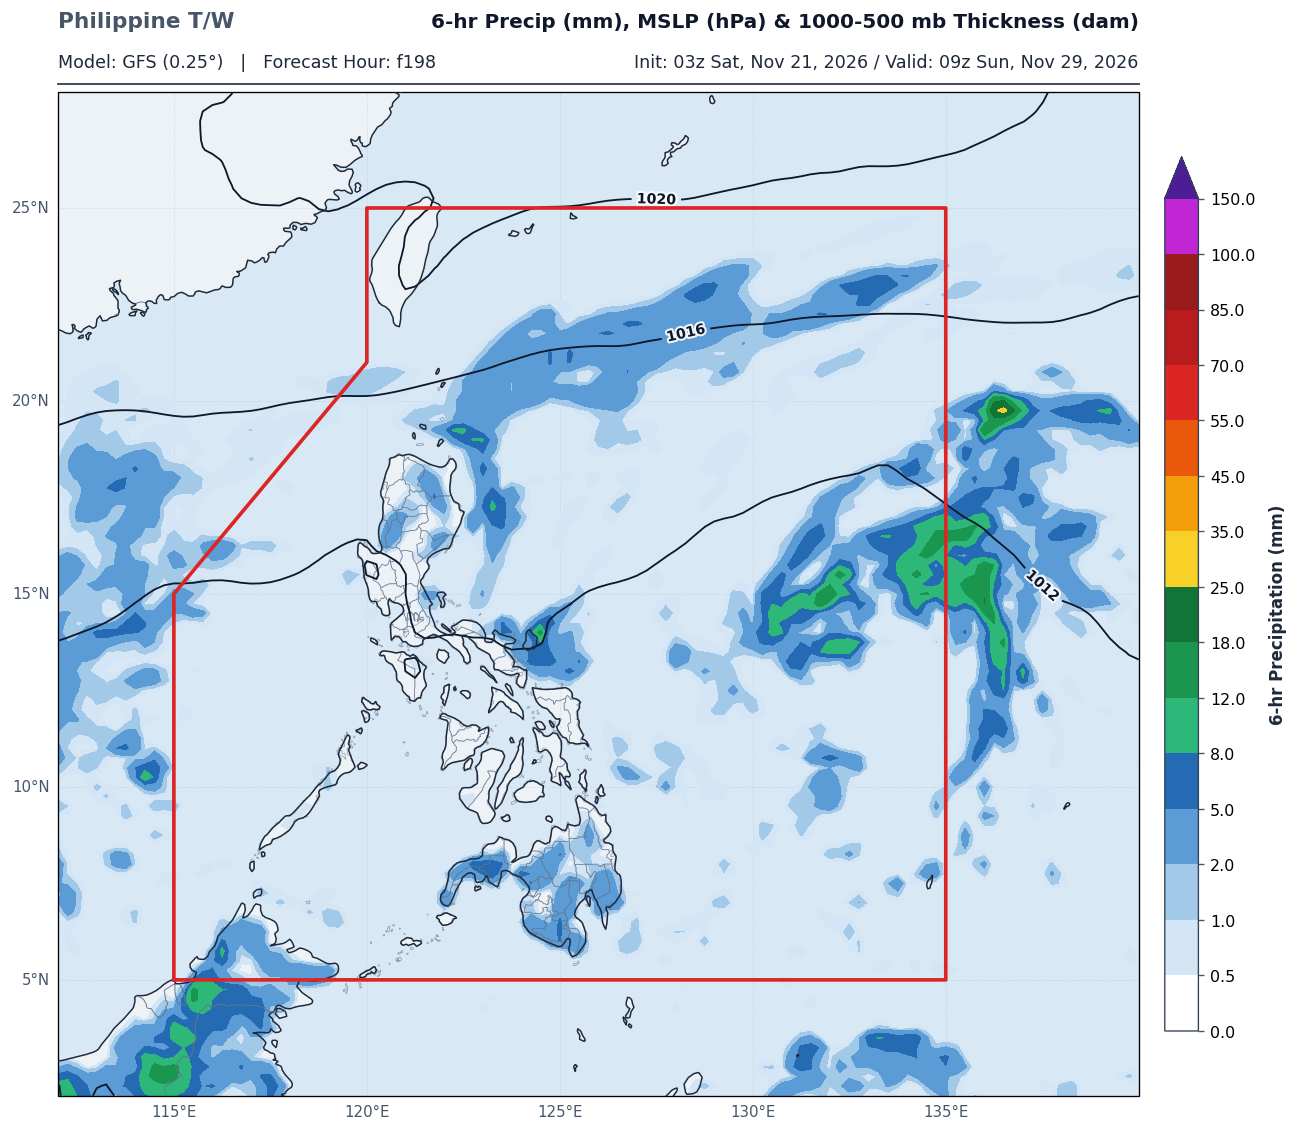 Philippine T/W
6-hr Precip (mm), MSLP (hPa) & 1000-500 mb Thickness (dam)
Model: GFS (0.25°) | Forecast Hour: f198
Init: 03z Sat, Nov 21, 2026 / Valid: 09z Sun, Nov 29, 2026
25°N
20°N
15°N
10°N
5°N
115°E
120°E
125°E
130°E
135°E
1020
1016
1012
150.0
100.0
85.0
70.0
55.0
45.0
35.0
25.0
18.0
12.0
8.0
5.0
2.0
1.0
0.5
0.0
6-hr Precipitation (mm)